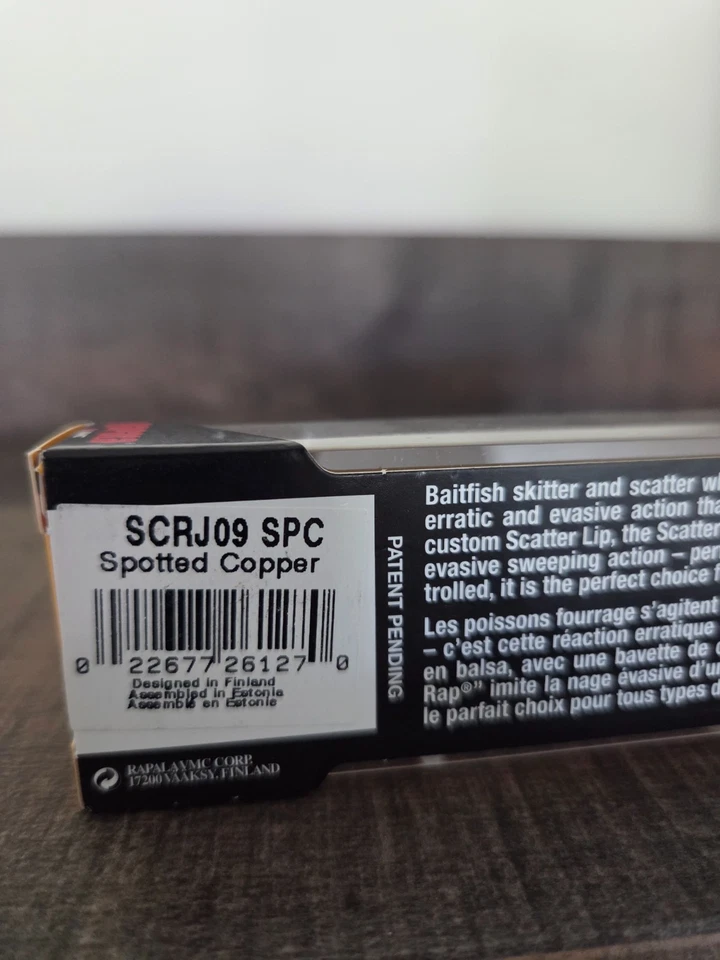 SCRJ09 SPC
Spotted Copper
0 22677 26127 0
Designed in Finland
Assembled in Estonia
Assemblé en Estonie
RAPALA VMC CORP.
17200 VÄÄKSY, FINLAND
PATENT PENDING
Baitfish skitter and scatter
erratic and evasive action
custom Scatter Lip, the Scatter
evasive sweeping action –
trolled, it is the perfect choice
Les poissons fourrage s'agitent
– c'est cette réaction erratique
en balsa, avec une bavette de
Rap®" imite la nage évasive
le parfait choix pour tous types